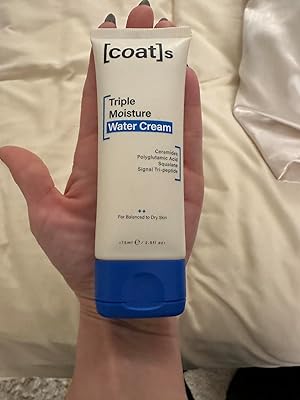 [coat]s
Triple
Moisture
Water Cream
Ceramides
Polyglutamic Acid
Squalane
Signal Tri-peptide
For Balanced to Dry Skin